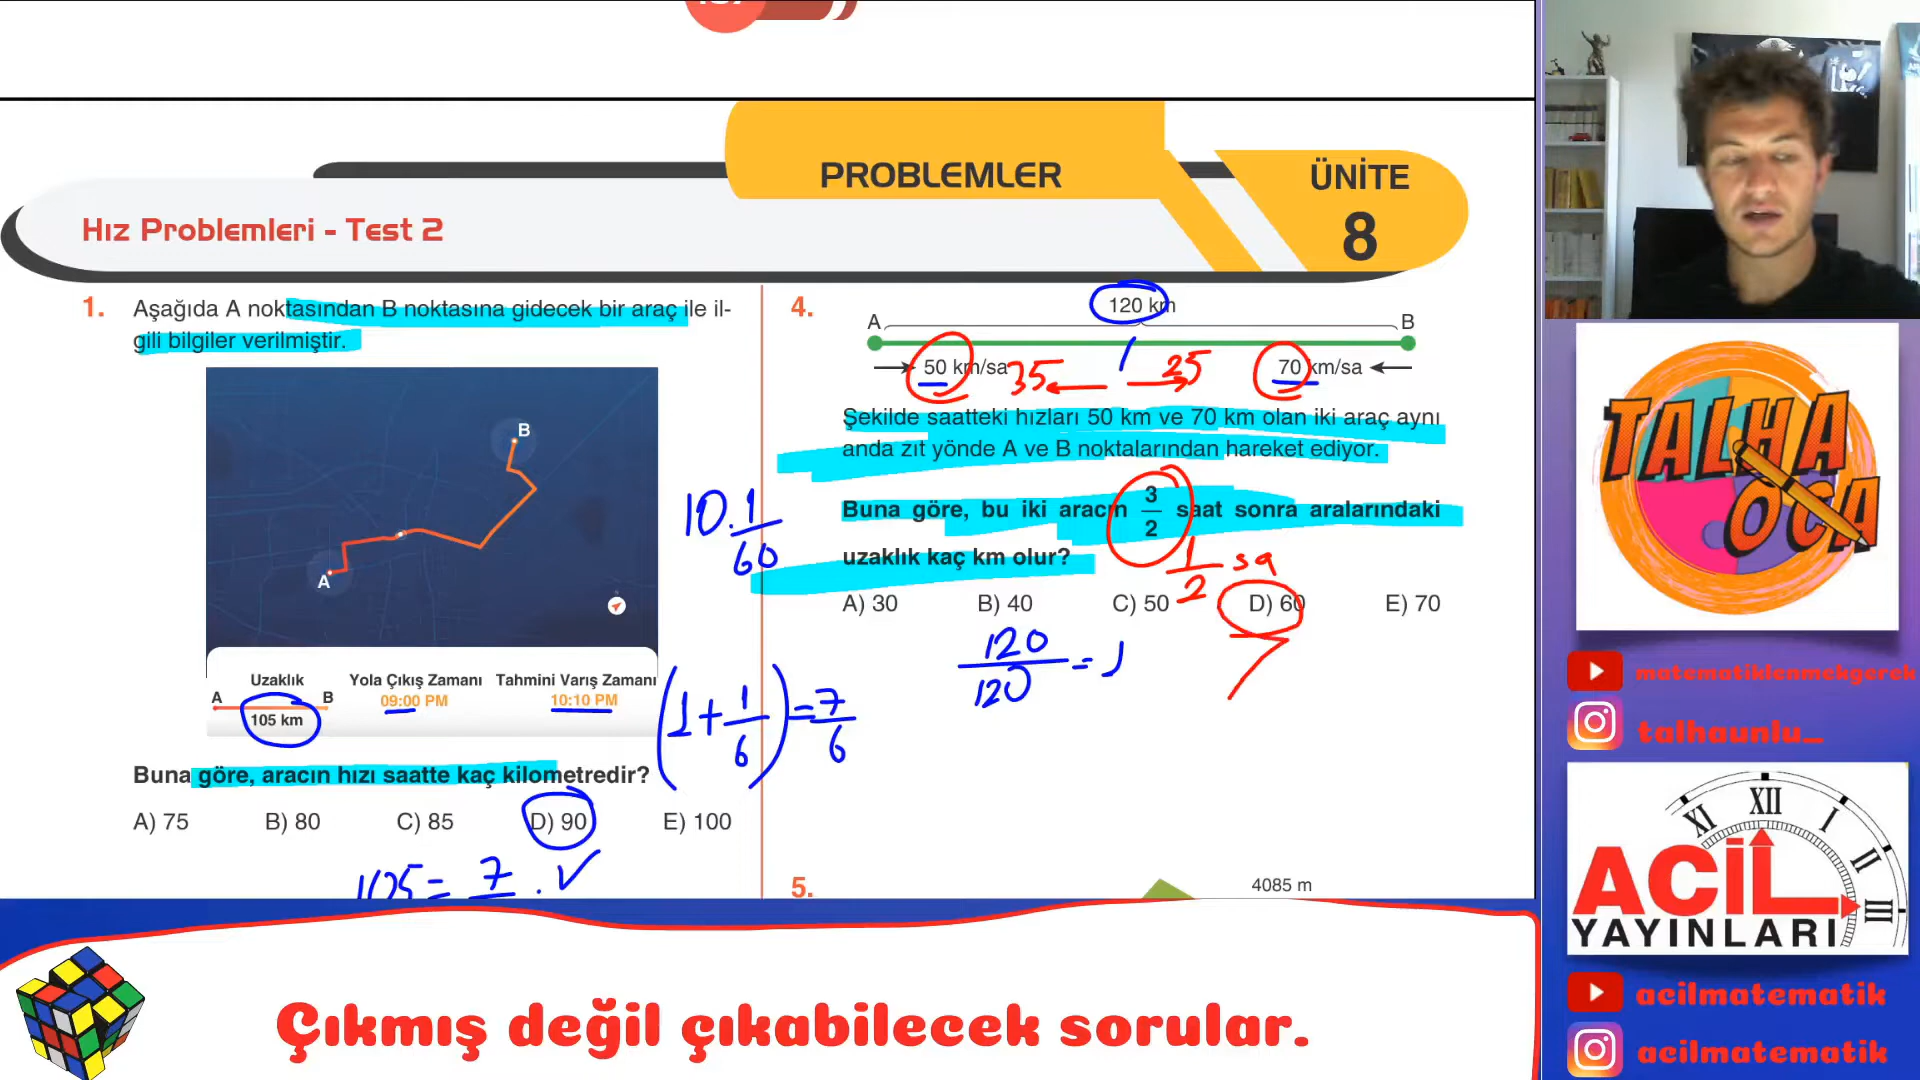 PROBLEMLER
ÜNİTE
8
Hız Problemleri - Test 2
1. Aşağıda A noktasından B noktasına gidecek bir araç ile il-
gili bilgiler verilmiştir.
B
A
Uzaklık
A B
105 km
Yola Çıkış Zamanı
09:00 PM
Tahmini Varış Zamanı
10:10 PM
10 . 1/60
(1 + 1/6) = 7/6
Buna göre, aracın hızı saatte kaç kilometredir?
A) 75 B) 80 C) 85 D) 90 E) 100
105 = 7 . V
4.
120 km
A B
50 km/sa 35 25 70 km/sa
Şekilde saatteki hızları 50 km ve 70 km olan iki araç aynı
anda zıt yönde A ve B noktalarından hareket ediyor.
Buna göre, bu iki aracın 3/2 saat sonra aralarındaki
uzaklık kaç km olur?
1/2 sa
A) 30 B) 40 C) 50 D) 60 E) 70
120/120 = 1
5.
4085 m
Çıkmış değil çıkabilecek sorular.
TALHA
OCA
matematiklenmekgerek
talhaunlu_
XI XII I II III
ACİL
YAYINLARI
acilmatematik
acilmatematik